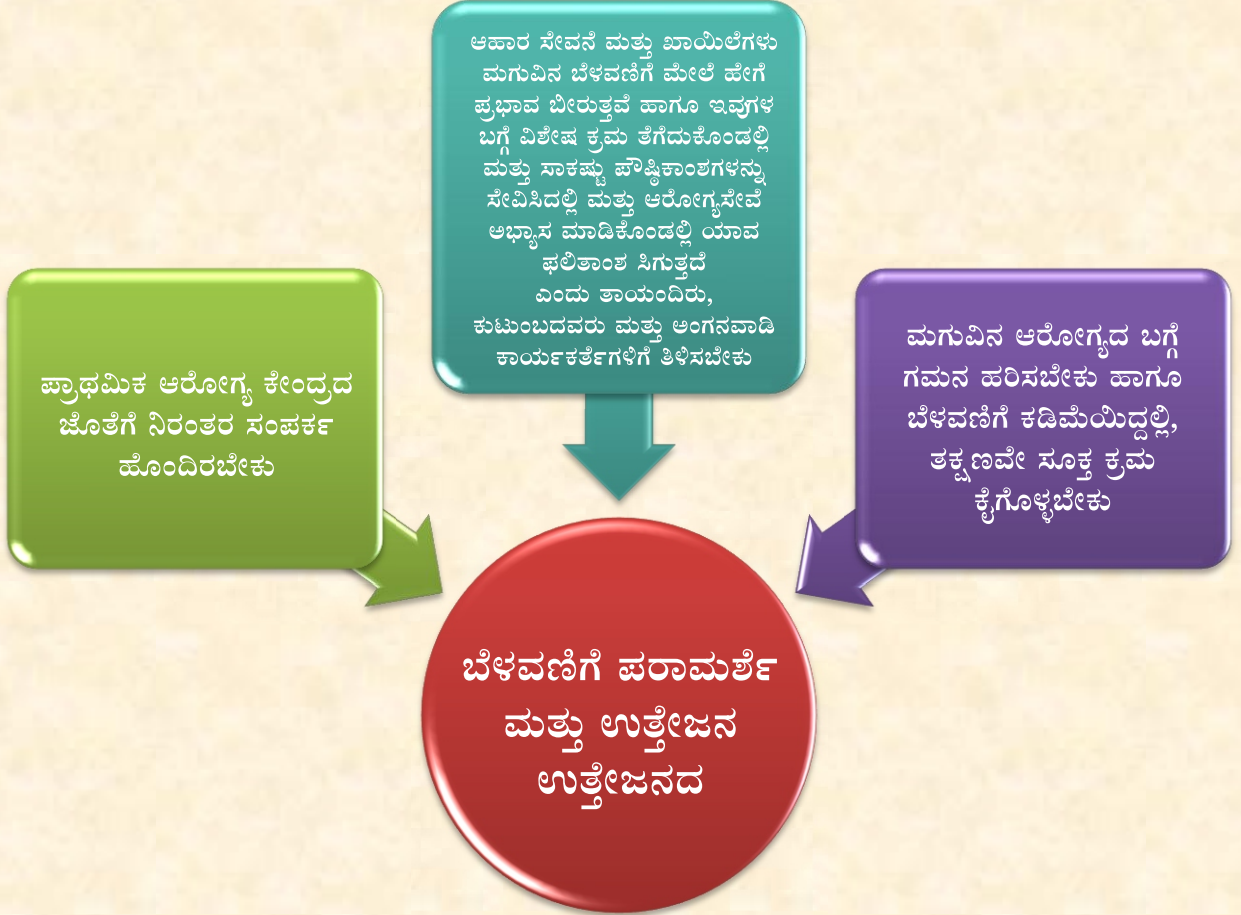 ಆಹಾರ ಸೇವನೆ ಮತ್ತು ಖಾಯಿಲೆಗಳು
ಮಗುವಿನ ಬೆಳವಣಿಗೆ ಮೇಲೆ ಹೇಗೆ
ಪ್ರಭಾವ ಬೀರುತ್ತವೆ ಹಾಗೂ ಇವುಗಳ
ಬಗ್ಗೆ ವಿಶೇಷ ಕ್ರಮ ತೆಗೆದುಕೊಂಡಲ್ಲಿ
ಮತ್ತು ಸಾಕಷ್ಟು ಪೌಷ್ಠಿಕಾಂಶಗಳನ್ನು
ಸೇವಿಸಿದಲ್ಲಿ ಮತ್ತು ಆರೋಗ್ಯಸೇವೆ
ಅಭ್ಯಾಸ ಮಾಡಿಕೊಂಡಲ್ಲಿ ಯಾವ
ಫಲಿತಾಂಶ ಸಿಗುತ್ತದೆ
ಎಂದು ತಾಯಂದಿರು,
ಕುಟುಂಬದವರು ಮತ್ತು ಅಂಗನವಾಡಿ
ಕಾರ್ಯಕರ್ತೆಗಳಿಗೆ ತಿಳಿಸಬೇಕು
ಪ್ರಾಥಮಿಕ ಆರೋಗ್ಯ ಕೇಂದ್ರದ
ಜೊತೆಗೆ ನಿರಂತರ ಸಂಪರ್ಕ
ಹೊಂದಿರಬೇಕು
ಮಗುವಿನ ಆರೋಗ್ಯದ ಬಗ್ಗೆ
ಗಮನ ಹರಿಸಬೇಕು ಹಾಗೂ
ಬೆಳವಣಿಗೆ ಕಡಿಮೆಯಿದ್ದಲ್ಲಿ,
ತಕ್ಷಣವೇ ಸೂಕ್ತ ಕ್ರಮ
ಕೈಗೊಳ್ಳಬೇಕು
ಬೆಳವಣಿಗೆ ಪರಾಮರ್ಶೆ
ಮತ್ತು ಉತ್ತೇಜನ
ಉತ್ತೇಜನದ